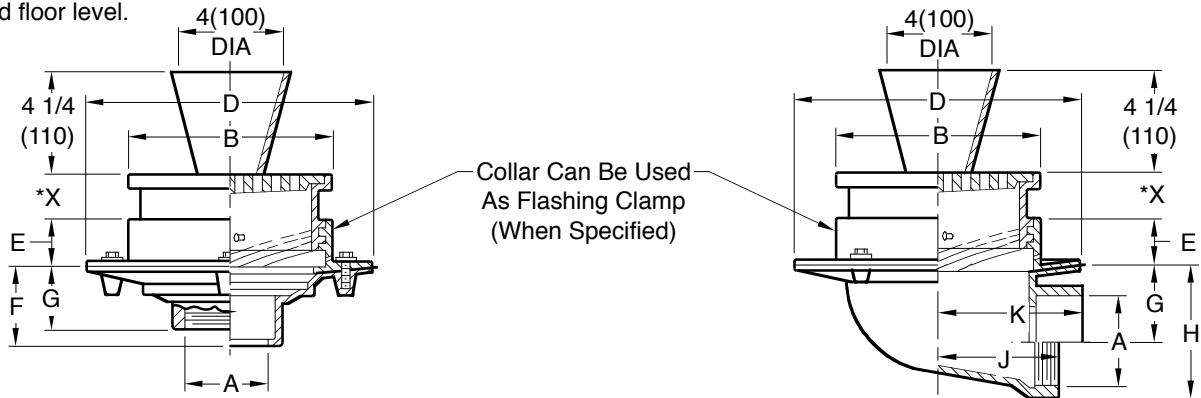 d floor level.
4(100)
DIA
D
4 1/4
(110)
B
*X
E
F
G
A
Collar Can Be Used
As Flashing Clamp
(When Specified)
4(100)
DIA
D
4 1/4
(110)
B
*X
E
G
K
A
H
J